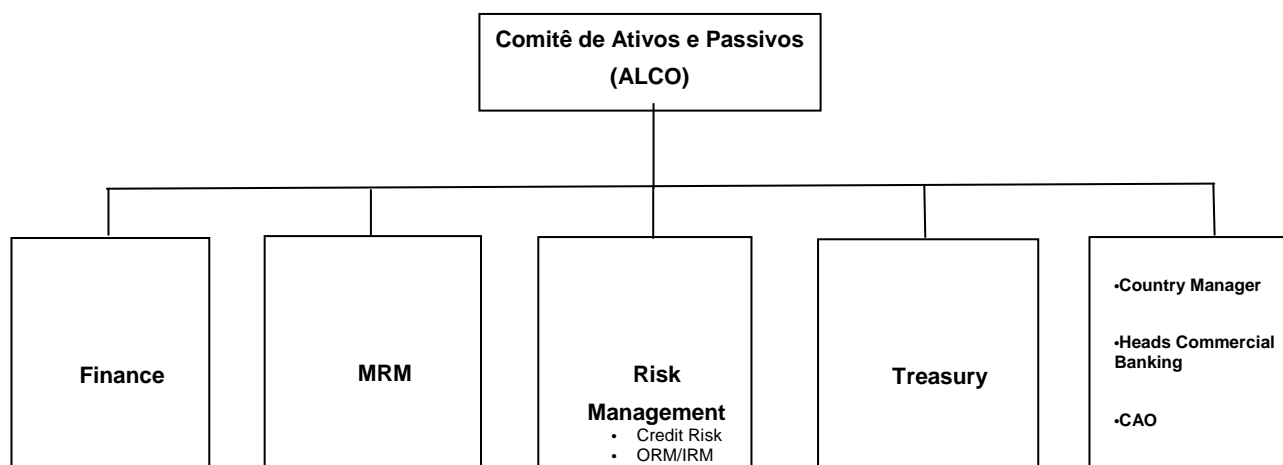 Comitê de Ativos e Passivos
(ALCO)
Finance
MRM
Risk
Management
• Credit Risk
• ORM/IRM
Treasury
•Country Manager
•Heads Commercial
Banking
•CAO